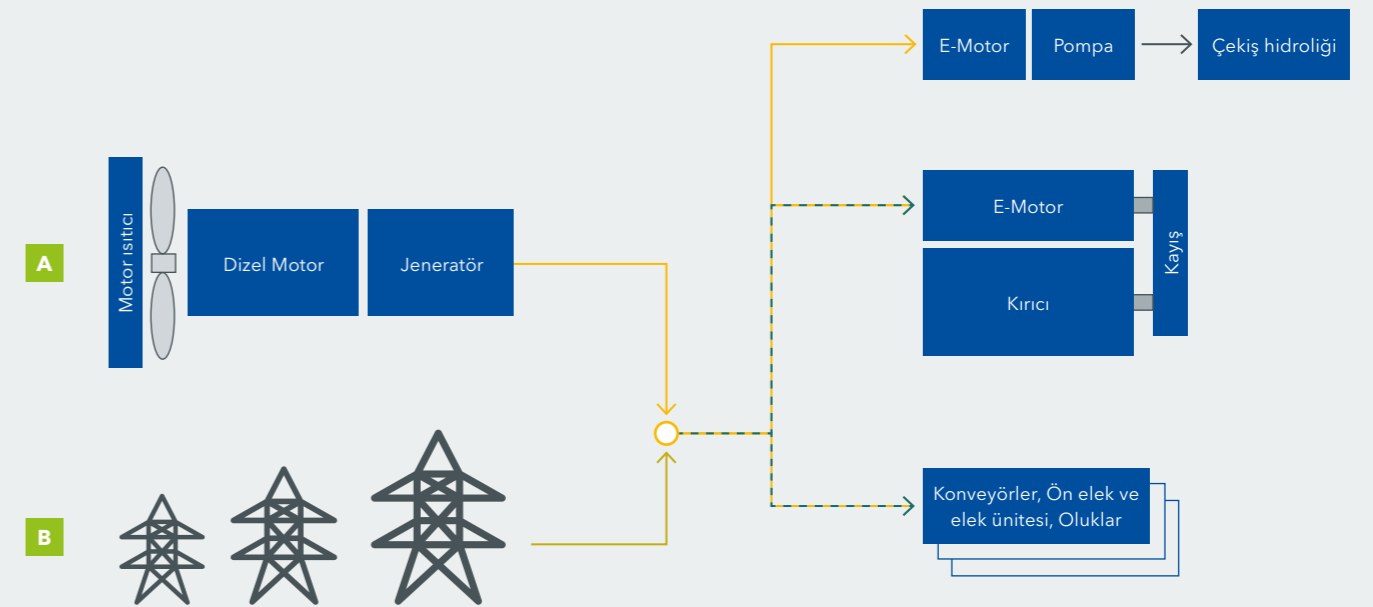 E-Motor
Pompa
Çekiş hidroliği
Motor ısıtıcı
Dizel Motor
Jeneratör
A
E-Motor
Kırıcı
Kayış
B
Konveyörler, Ön elek ve
elek ünitesi, Oluklar